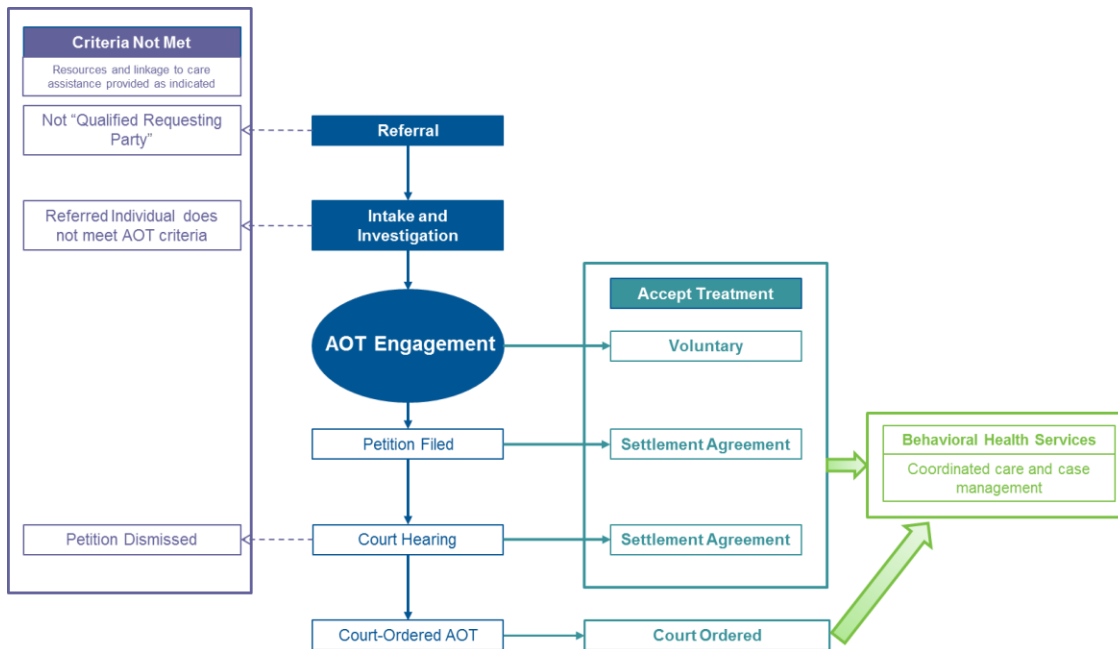 Criteria Not Met
Resources and linkage to care
assistance provided as indicated
Not “Qualified Requesting
Party”
Referral
Referred Individual does
not meet AOT criteria
Intake and
Investigation
Accept Treatment
AOT Engagement
Voluntary
Petition Filed
Settlement Agreement
Behavioral Health Services
Coordinated care and case
management
Petition Dismissed
Court Hearing
Settlement Agreement
Court-Ordered AOT
Court Ordered